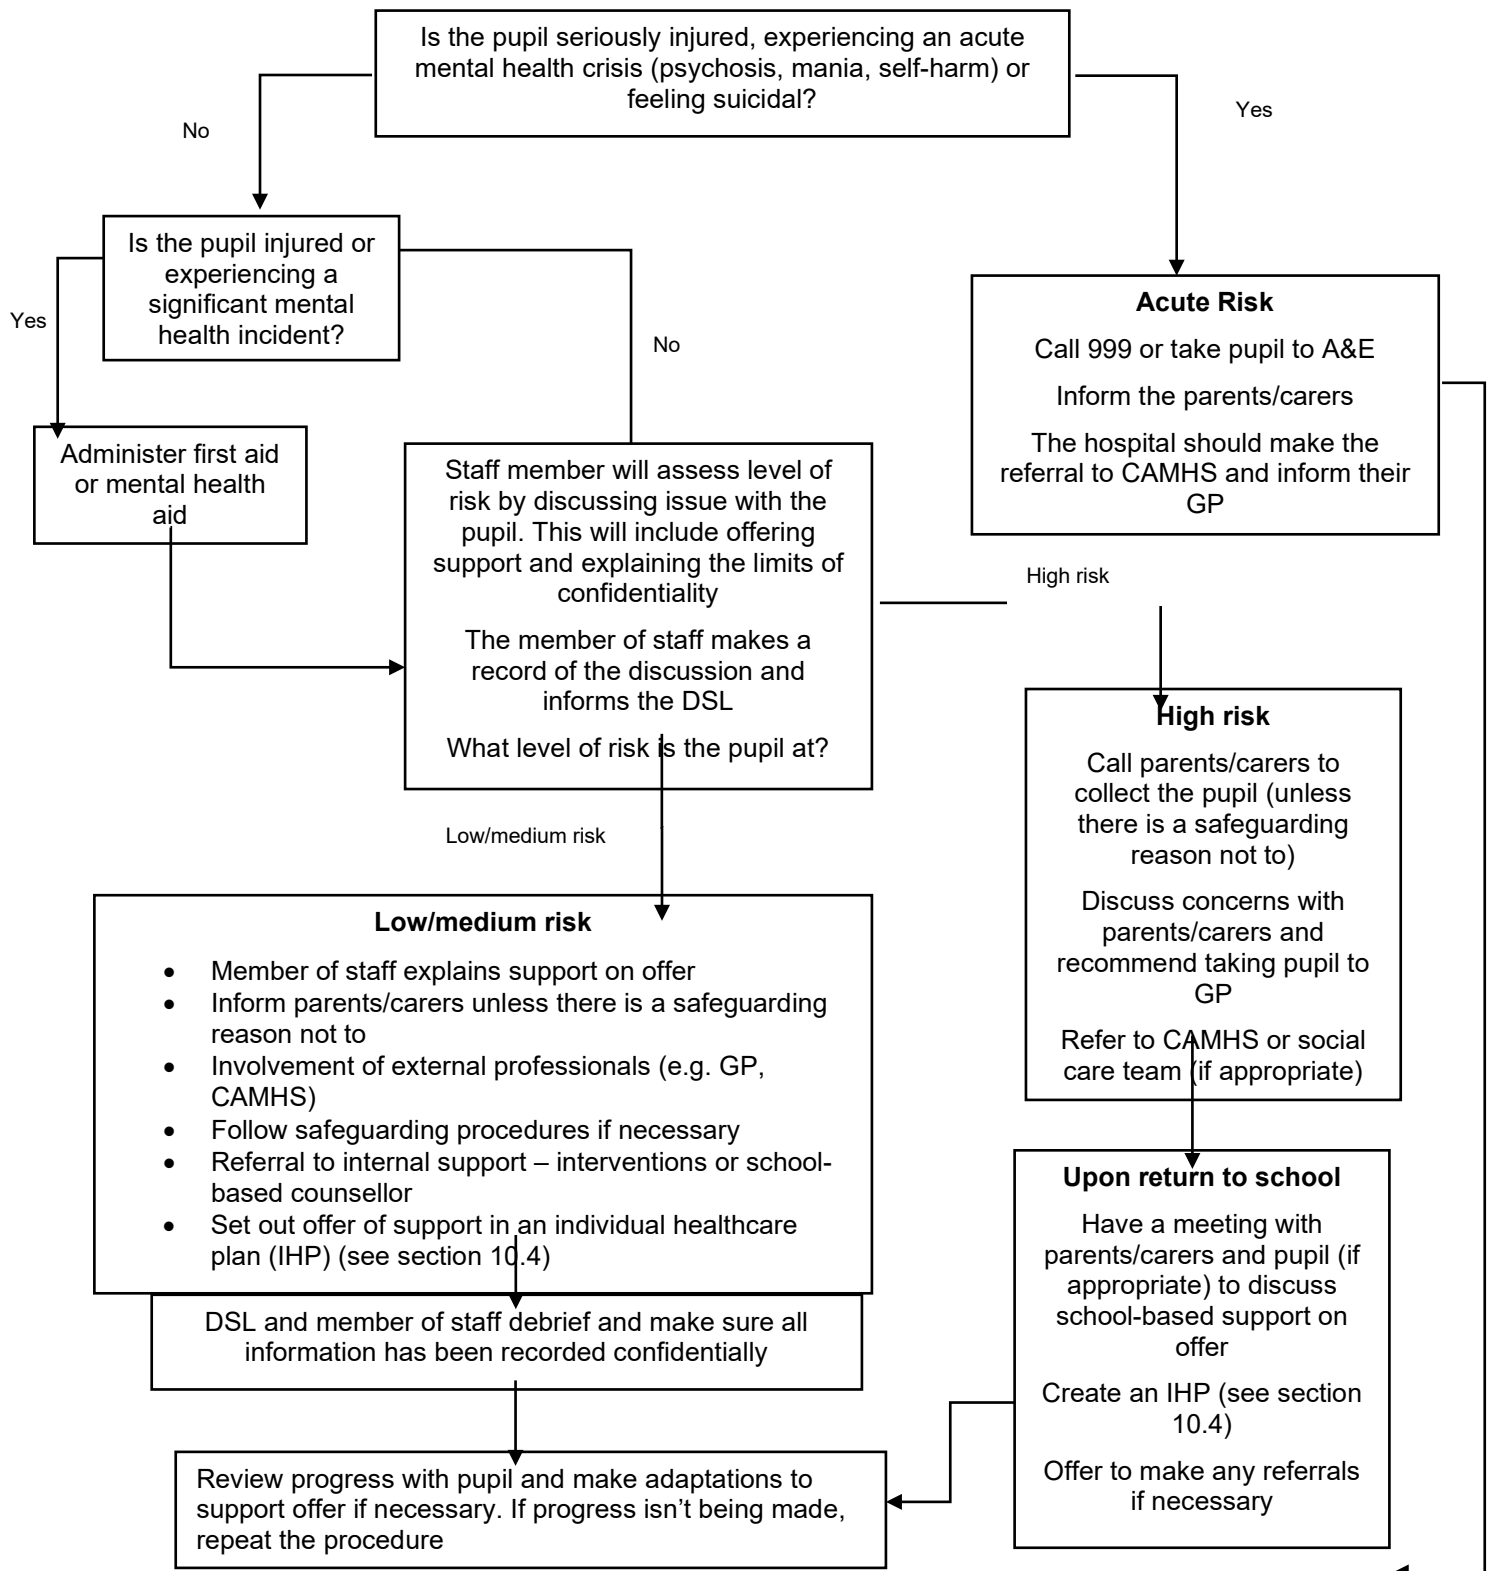 Is the pupil seriously injured, experiencing an acute
mental health crisis (psychosis, mania, self-harm) or
feeling suicidal?
No
Yes
Is the pupil injured or
experiencing a
significant mental
health incident?
Yes
No
Acute Risk
Call 999 or take pupil to A&E
Inform the parents/carers
The hospital should make the
referral to CAMHS and inform their
GP
Administer first aid
or mental health
aid
Staff member will assess level of
risk by discussing issue with the
pupil. This will include offering
support and explaining the limits of
confidentiality
The member of staff makes a
record of the discussion and
informs the DSL
What level of risk is the pupil at?
High risk
High risk
Call parents/carers to
collect the pupil (unless
there is a safeguarding
reason not to)
Discuss concerns with
parents/carers and
recommend taking pupil to
GP
Refer to CAMHS or social
care team (if appropriate)
Low/medium risk
Low/medium risk
• Member of staff explains support on offer
• Inform parents/carers unless there is a safeguarding
reason not to
• Involvement of external professionals (e.g. GP,
CAMHS)
• Follow safeguarding procedures if necessary
• Referral to internal support – interventions or school-
based counsellor
• Set out offer of support in an individual healthcare
plan (IHP) (see section 10.4)
Upon return to school
Have a meeting with
parents/carers and pupil (if
appropriate) to discuss
school-based support on
offer
Create an IHP (see section
10.4)
Offer to make any referrals
if necessary
DSL and member of staff debrief and make sure all
information has been recorded confidentially
Review progress with pupil and make adaptations to
support offer if necessary. If progress isn’t being made,
repeat the procedure